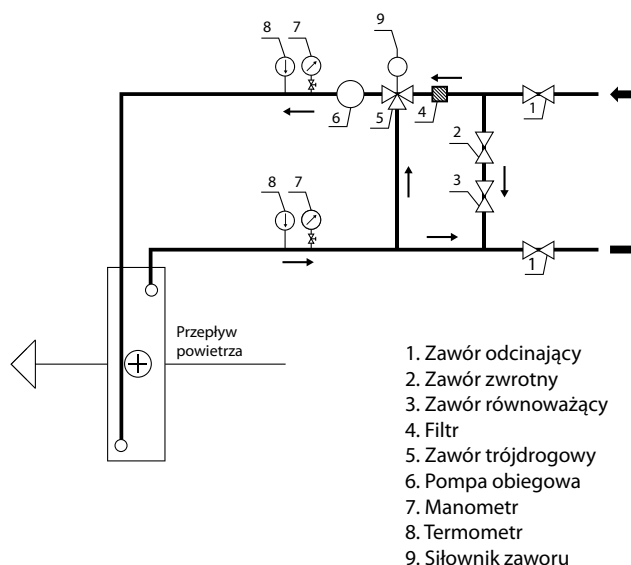 8
7
9
6
5
4
1
2
3
8
7
1
Przepływ
powietrza
1. Zawór odcinający
2. Zawór zwrotny
3. Zawór równoważący
4. Filtr
5. Zawór trójdrogowy
6. Pompa obiegowa
7. Manometr
8. Termometr
9. Siłownik zaworu